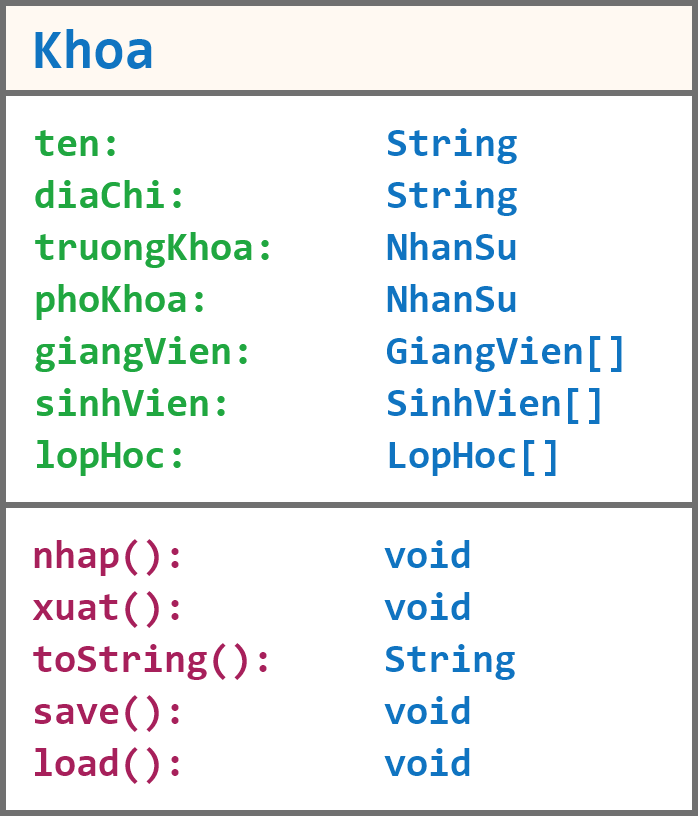 Khoa
ten: String
diaChi: String
truongKhoa: NhanSu
phoKhoa: NhanSu
giangVien: GiangVien[]
sinhVien: SinhVien[]
lopHoc: LopHoc[]
nhap(): void
xuat(): void
toString(): String
save(): void
load(): void